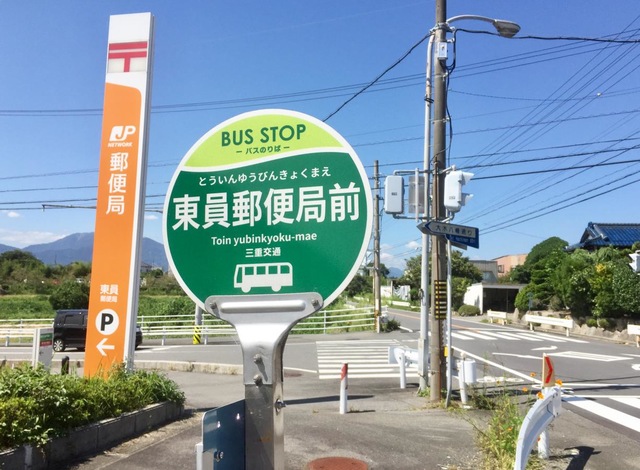 JP
NETWORK
郵便局
東員
郵便局
P
←
BUS STOP
ーバスのりばー
とういんゆうびんきょくまえ
東員郵便局前
Toin yubinkyoku-mae
三重交通